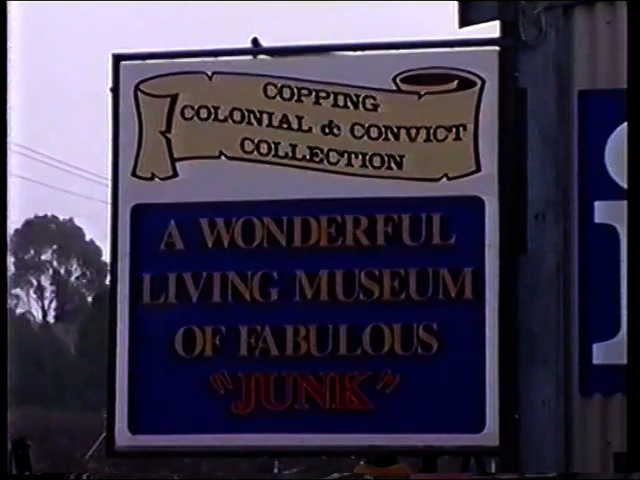 COPPING
COLONIAL & CONVICT
COLLECTION
A WONDERFUL
LIVING MUSEUM
OF FABULOUS
"JUNK"
i